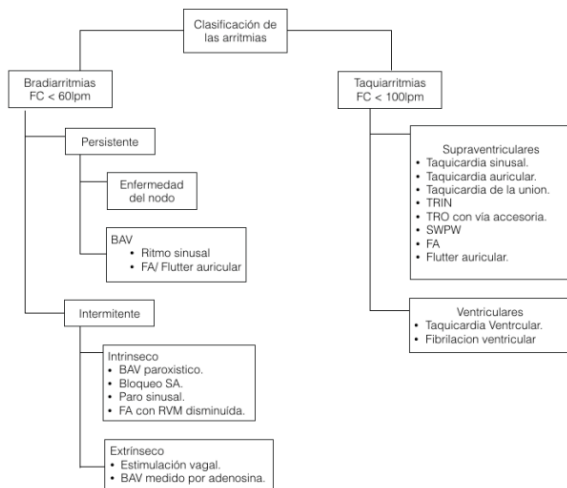 Clasificación de
las arritmias
Bradiarritmias
FC < 60lpm
Persistente
Enfermedad
del nodo
BAV
• Ritmo sinusal
• FA/ Flutter auricular
Intermitente
Intrinseco
• BAV paroxistico.
• Bloqueo SA.
• Paro sinusal.
• FA con RVM disminuída.
Extrínseco
• Estimulación vagal.
• BAV medido por adenosina.
Taquiarritmias
FC < 100lpm
Supraventriculares
• Taquicardia sinusal.
• Taquicardia auricular.
• Taquicardia de la union.
• TRIN
• TRO con via accesoria.
• SWPW
• FA
• Flutter auricular.
Ventriculares
• Taquicardia Ventrcular.
• Fibrilacion ventricular